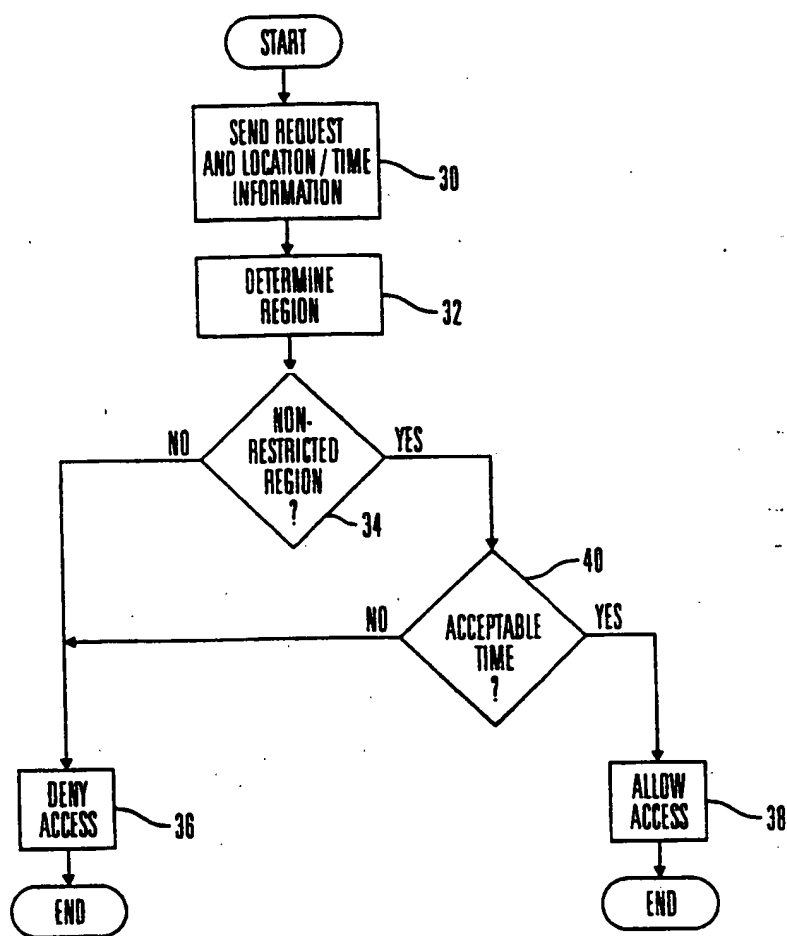 START
SEND REQUEST
AND LOCATION / TIME
INFORMATION
30
DETERMINE
REGION
32
NON-
RESTRICTED
REGION
?
NO
YES
34
40
ACCEPTABLE
TIME
?
NO
YES
DENY
ACCESS
36
ALLOW
ACCESS
38
END
END